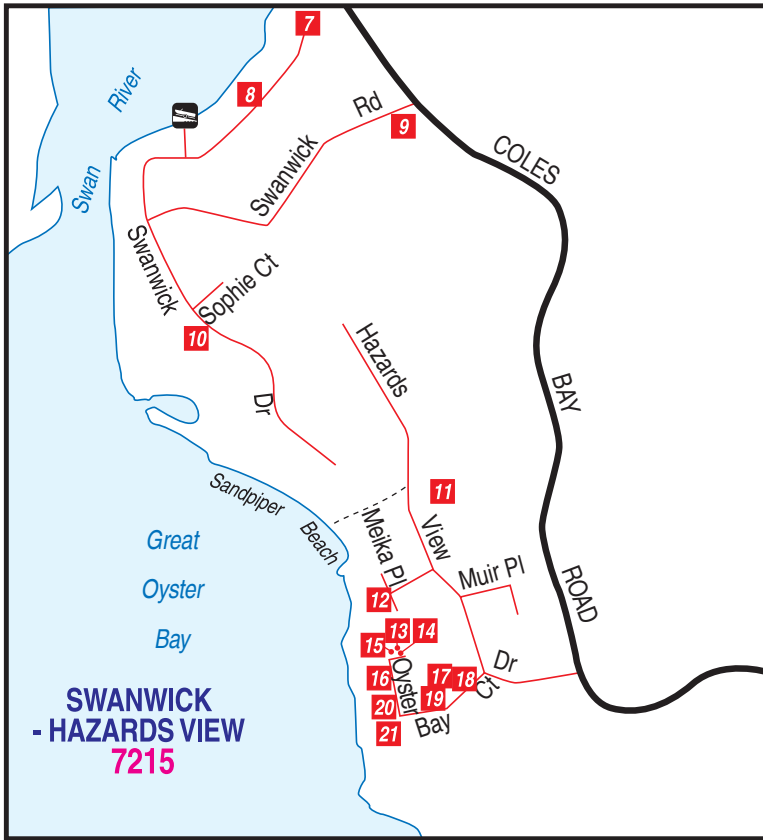 7
8
River
Rd
9
COLES
Swan
Swanwick
Swanwick
Sophie Ct
10
Hazards
Dr
BAY
Sandpiper
11
Beach
Great
Meika Pl
View
Muir Pl
ROAD
Oyster
12
13
14
15
Bay
Oyster
16
17
18
Dr
Ct
19
20
Bay
21
SWANWICK
- HAZARDS VIEW
7215